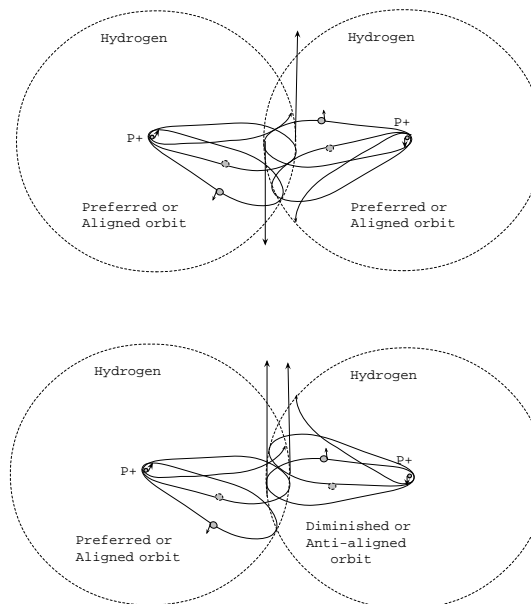 Hydrogen
Hydrogen
P+
P+
Preferred or
Aligned orbit
Preferred or
Aligned orbit
Hydrogen
Hydrogen
P+
P+
Preferred or
Aligned orbit
Diminished or
Anti-aligned
orbit